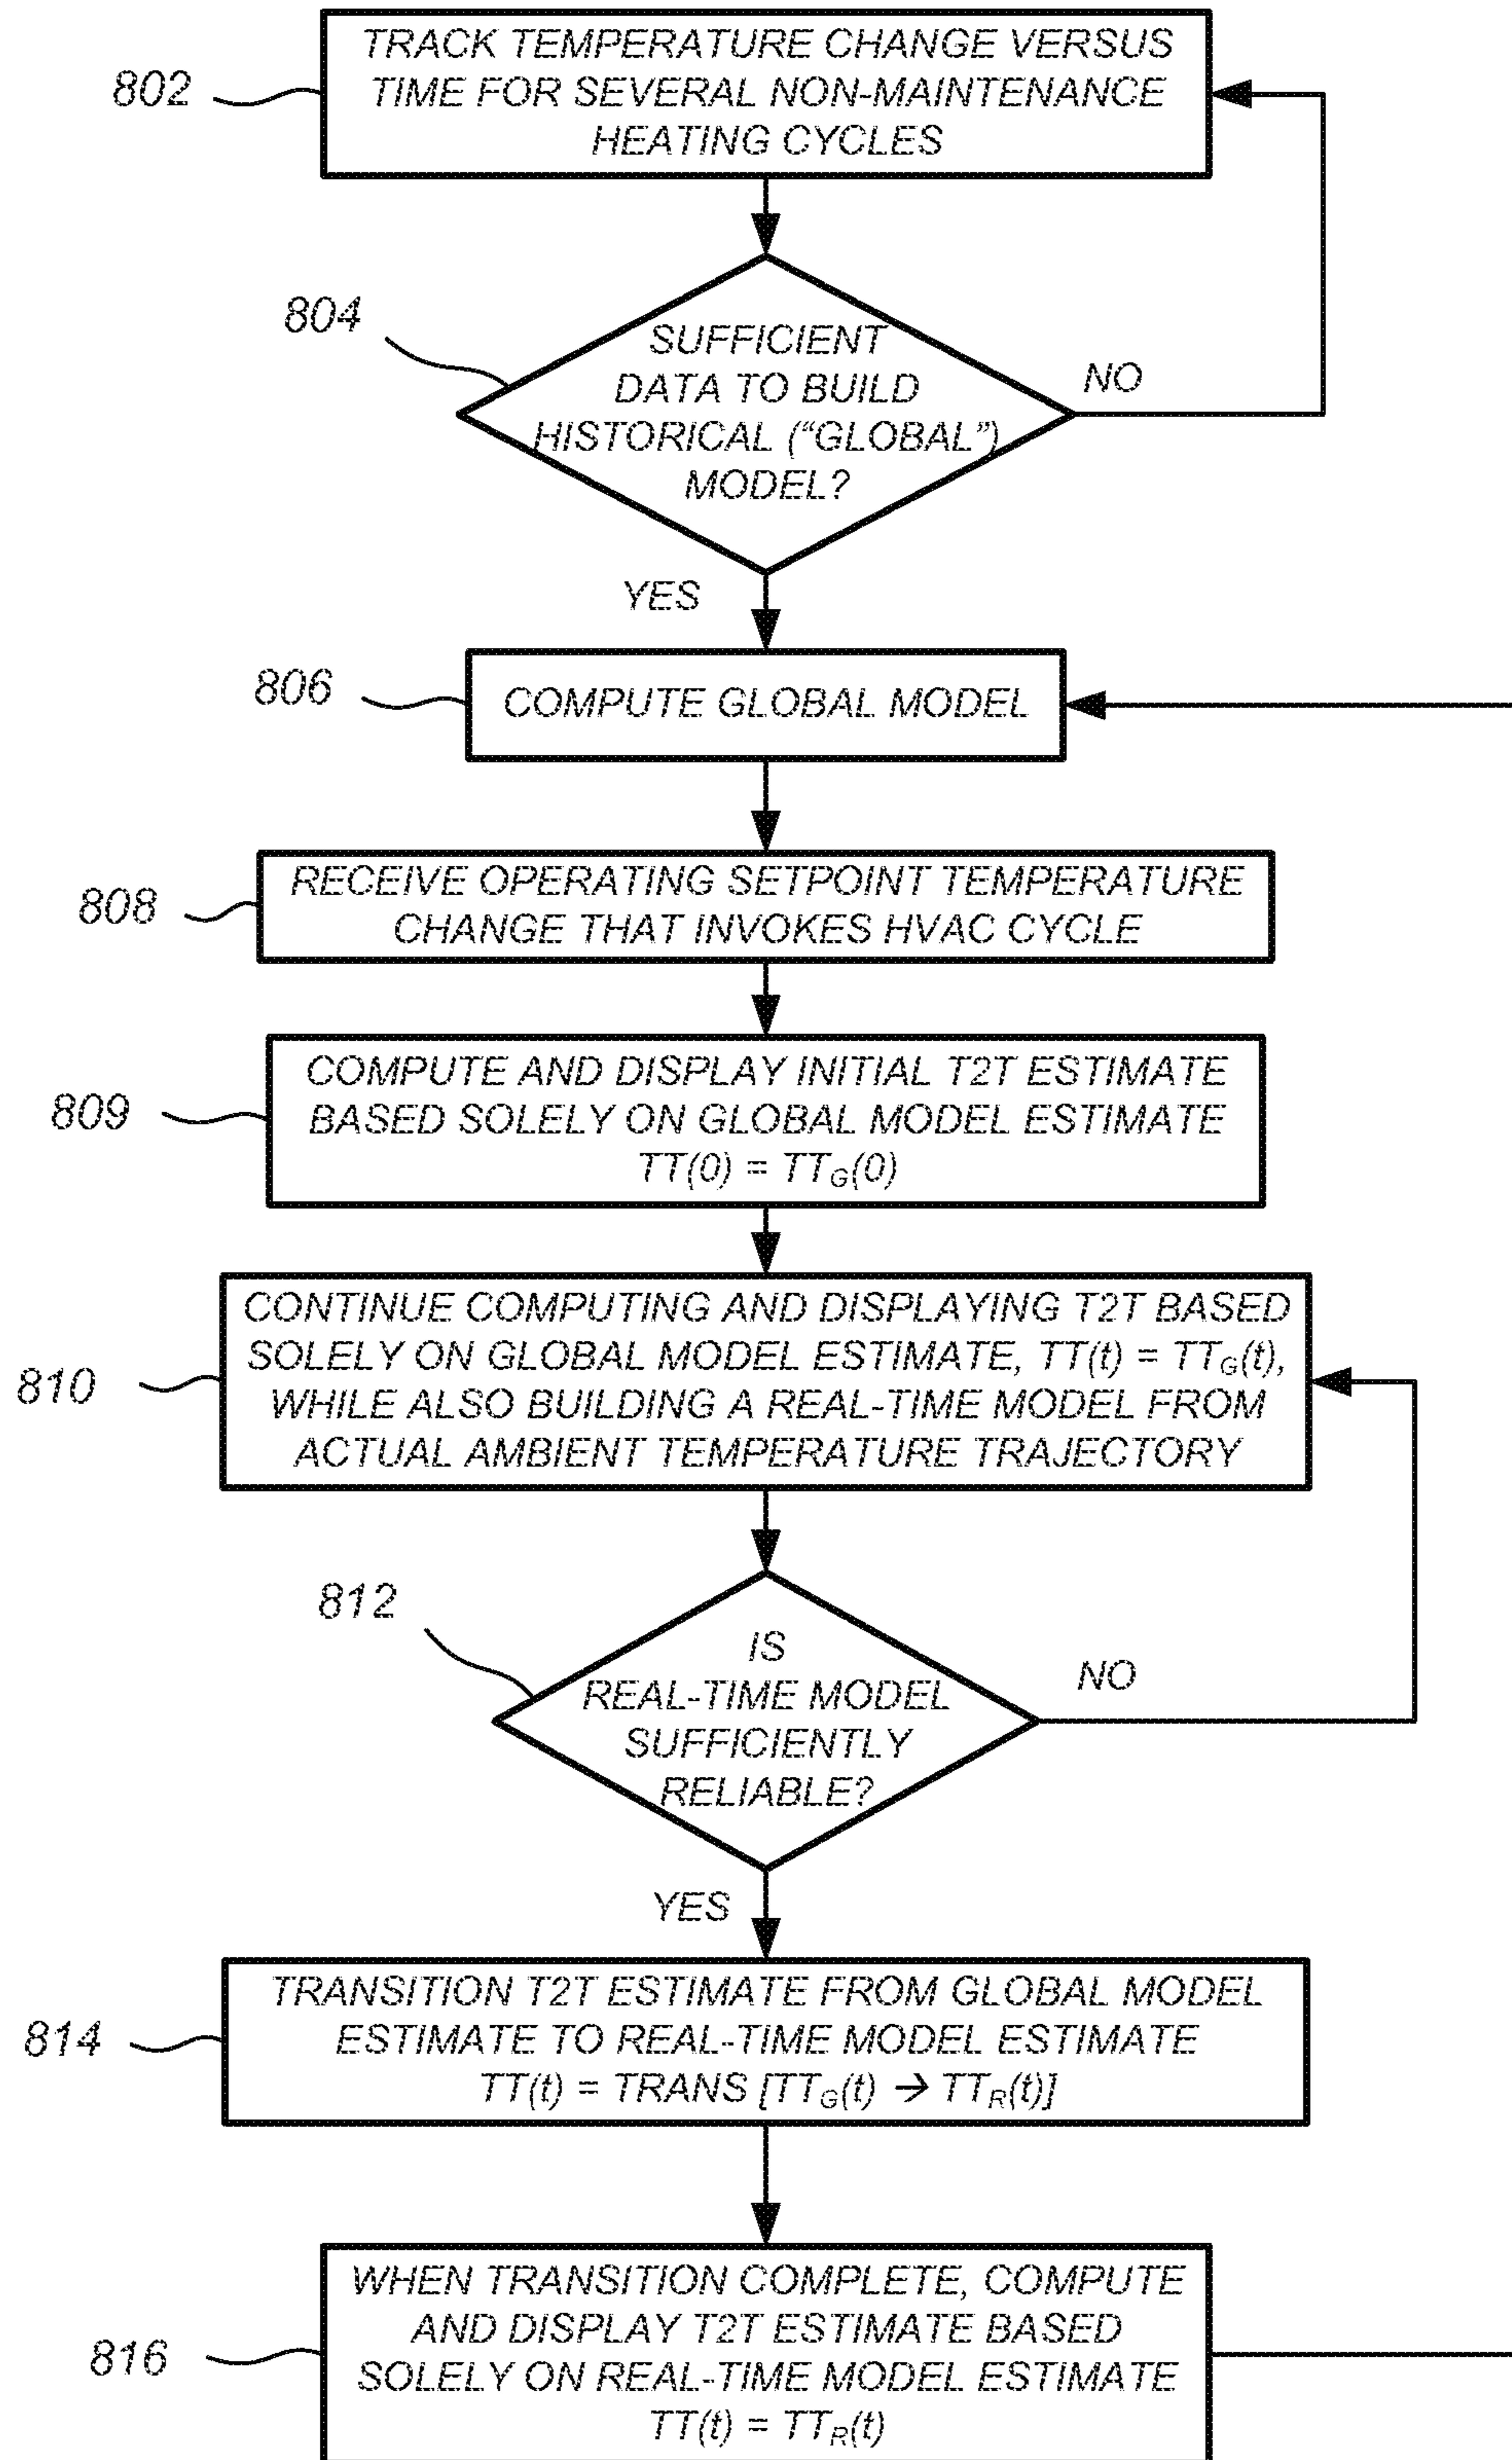 802
TRACK TEMPERATURE CHANGE VERSUS
TIME FOR SEVERAL NON-MAINTENANCE
HEATING CYCLES
804
SUFFICIENT
DATA TO BUILD
HISTORICAL (“GLOBAL”)
MODEL?
NO
YES
806
COMPUTE GLOBAL MODEL
808
RECEIVE OPERATING SETPOINT TEMPERATURE
CHANGE THAT INVOKES HVAC CYCLE
809
COMPUTE AND DISPLAY INITIAL T2T ESTIMATE
BASED SOLELY ON GLOBAL MODEL ESTIMATE
TT(0) = TT_G(0)
810
CONTINUE COMPUTING AND DISPLAYING T2T BASED
SOLELY ON GLOBAL MODEL ESTIMATE, TT(t) = TT_G(t),
WHILE ALSO BUILDING A REAL-TIME MODEL FROM
ACTUAL AMBIENT TEMPERATURE TRAJECTORY
812
IS
REAL-TIME MODEL
SUFFICIENTLY
RELIABLE?
NO
YES
814
TRANSITION T2T ESTIMATE FROM GLOBAL MODEL
ESTIMATE TO REAL-TIME MODEL ESTIMATE
TT(t) = TRANS [TT_G(t) → TT_R(t)]
816
WHEN TRANSITION COMPLETE, COMPUTE
AND DISPLAY T2T ESTIMATE BASED
SOLELY ON REAL-TIME MODEL ESTIMATE
TT(t) = TT_R(t)